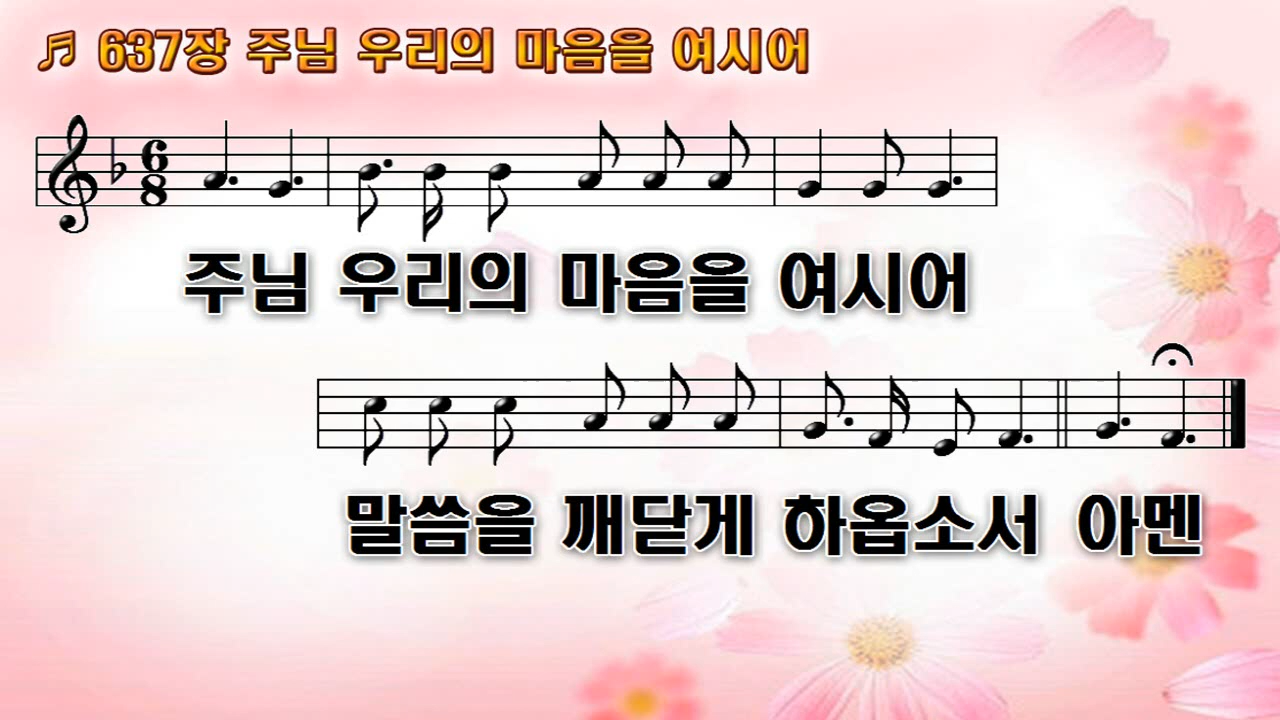 ♬ 637장 주님 우리의 마음을 여시어
6
8
주님 우리의 마음을 여시어
말씀을 깨닫게 하옵소서 아멘